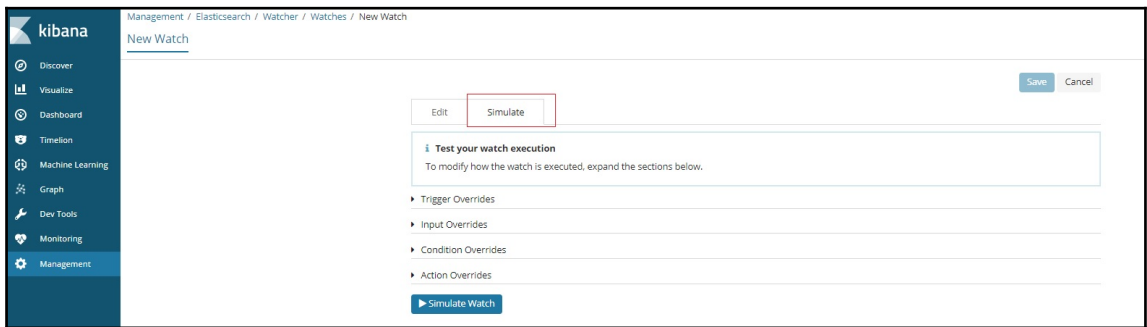 Management / Elasticsearch / Watcher / Watches / New Watch
kibana
New Watch
Discover
Visualize
Dashboard
Timelion
Machine Learning
Graph
Dev Tools
Monitoring
Management
Save Cancel
Edit Simulate
i Test your watch execution
To modify how the watch is executed, expand the sections below.
Trigger Overrides
Input Overrides
Condition Overrides
Action Overrides
Simulate Watch